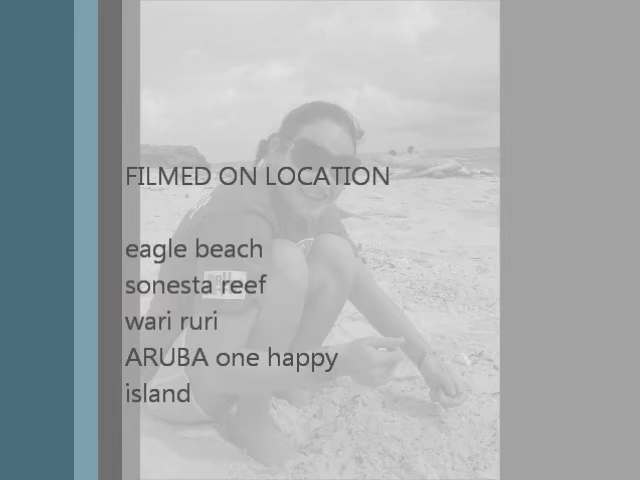 FILMED ON LOCATION
eagle beach
sonesta reef
wari ruri
ARUBA one happy
island